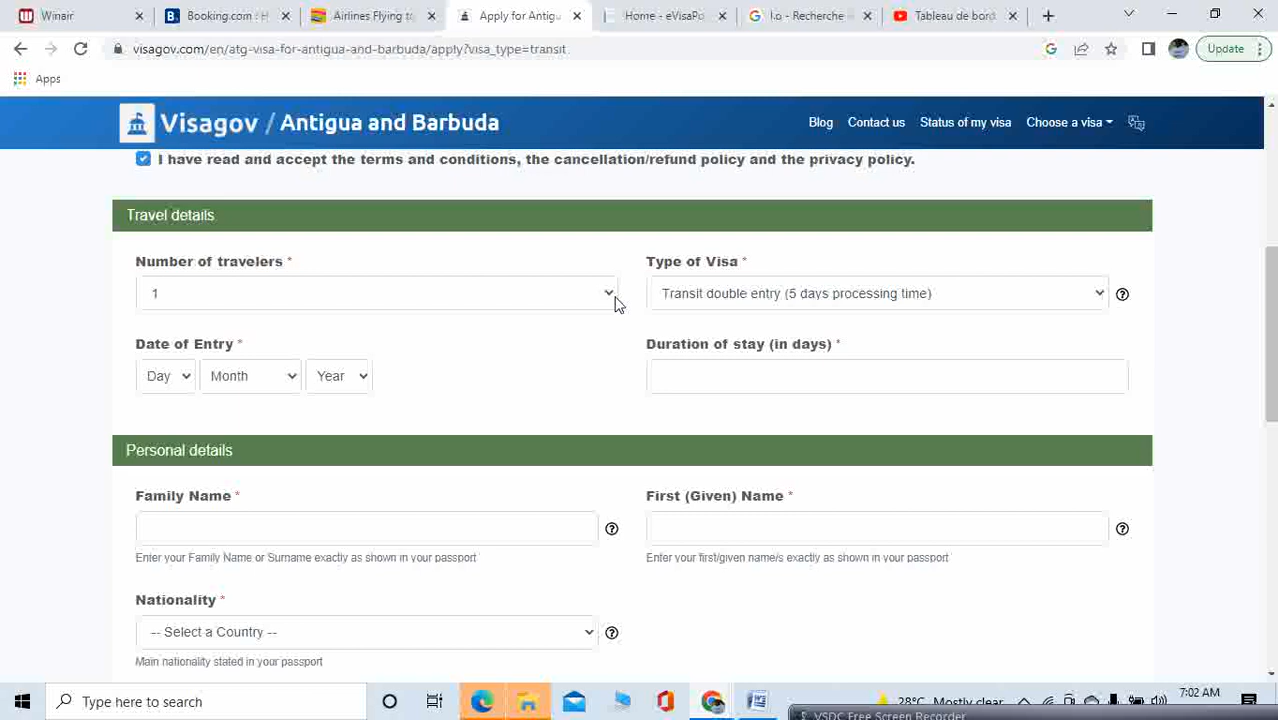 Winair
Booking.com : H
Airlines Flying to
Apply for Antigu
Home - eVisaPo
Tableau de bord
visagov.com/en/atg-visa-for-antigua-and-barbuda/apply?visa_type=transit
Update
Apps
Visagov / Antigua and Barbuda
Blog
Contact us
Status of my visa
Choose a visa
I have read and accept the terms and conditions, the cancellation/refund policy and the privacy policy.
Travel details
Number of travelers *
Type of Visa *
1
Transit double entry (5 days processing time)
Date of Entry *
Duration of stay (in days) *
Day
Month
Year
Personal details
Family Name *
First (Given) Name *
Enter your Family Name or Surname exactly as shown in your passport
Enter your first/given name/s exactly as shown in your passport
Nationality *
-- Select a Country --
Main nationality stated in your passport
Type here to search
28°C Mostly clear
7:02 AM
VSDC Free Screen Recorder